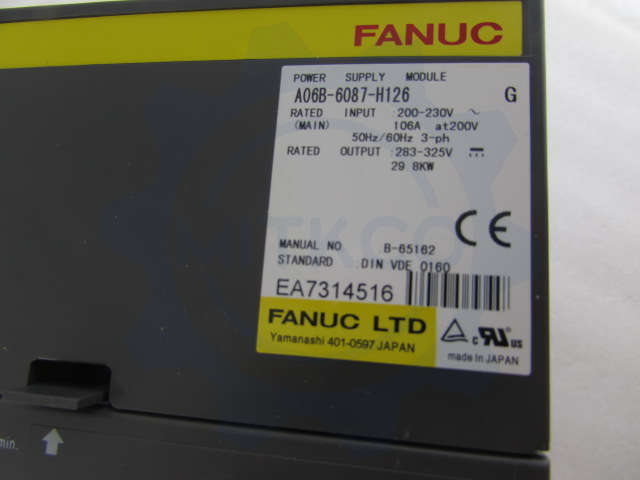 FANUC
POWER SUPPLY MODULE
A06B-6087-H126 G
RATED INPUT :200-230V ~
(MAIN) 106A at200V
50Hz/60Hz 3-ph
RATED OUTPUT :283-325V ⎓
29.8KW
CE
MANUAL NO. B-65162
STANDARD :DIN VDE 0160
EA7314516
FANUC LTD
Yamanashi 401-0597 JAPAN
c UR us
made in JAPAN
min.